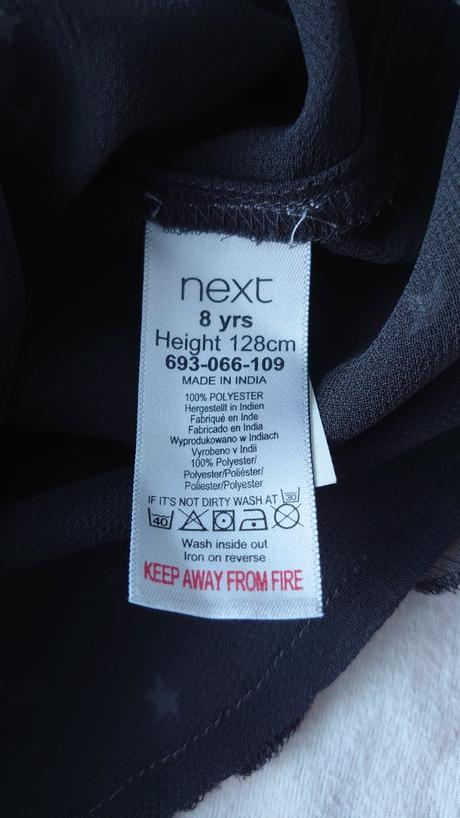 next
8 yrs
Height 128cm
693-066-109
MADE IN INDIA
100% POLYESTER
Hergestellt in Indien
Fabriqué en Inde
Fabricado en India
Wyprodukowano w Indiach
Vyrobeno v Indii
100% Polyester/
Polyester/Poliéster/
Poliester/Polyester
IF IT'S NOT DIRTY WASH AT 30
40
Wash inside out
Iron on reverse
KEEP AWAY FROM FIRE